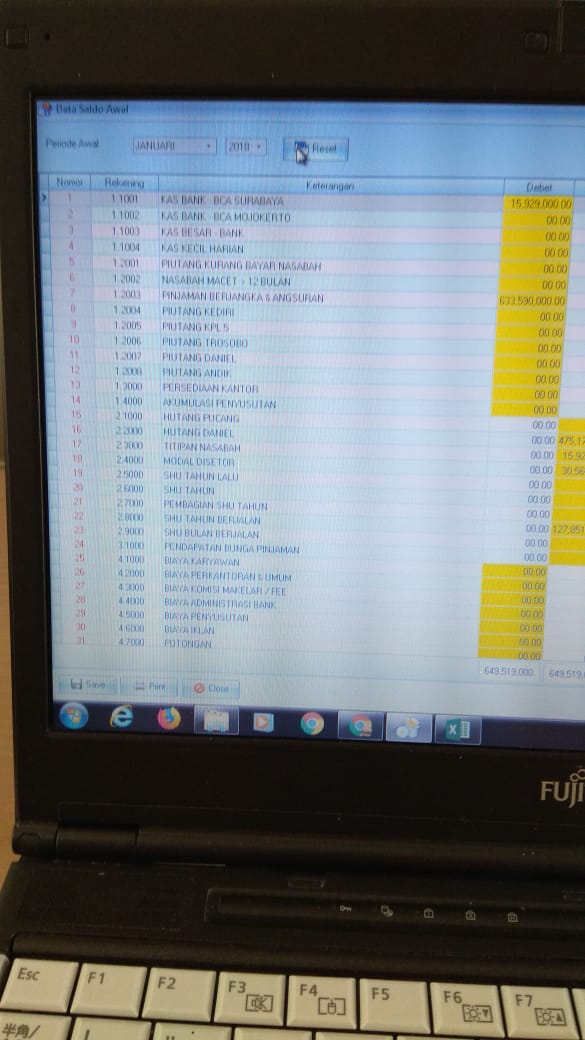 Data Saldo Awal
Periode Awal JANUARI 2018 Reset
Nomor Rekening Keterangan Debet
1 1.1001 KAS BANK - BCA SURABAYA 15,929,000.00
2 1.1002 KAS BANK - BCA MOJOKERTO 00.00
3 1.1003 KAS BESAR - BANK 00.00
4 1.1004 KAS KECIL HARIAN 00.00
5 1.2001 PIUTANG KURANG BAYAR NASABAH 00.00
6 1.2002 NASABAH MACET > 12 BULAN 00.00
7 1.2003 PINJAMAN BERJANGKA & ANGSURAN 633,590,000.00
8 1.2004 PIUTANG KEDIRI 00.00
9 1.2005 PIUTANG KPL 5 00.00
10 1.2006 PIUTANG TROSOBO 00.00
11 1.2007 PIUTANG DANIEL 00.00
12 1.2008 PIUTANG ANDIK 00.00
13 1.3000 PERSEDIAAN KANTOR 00.00
14 1.4000 AKUMULASI PENYUSUTAN 00.00
15 2.1000 HUTANG PUCANG 00.00
16 2.2000 HUTANG DANIEL 00.00 475,17
17 2.3000 TITIPAN NASABAH 00.00 15,92
18 2.4000 MODAL DISETOR 00.00 30,56
19 2.5000 SHU TAHUN LALU 00.00
20 2.6000 SHU TAHUN 00.00
21 2.7000 PEMBAGIAN SHU TAHUN 00.00
22 2.8000 SHU TAHUN BERJALAN 00.00 127,851
23 2.9000 SHU BULAN BERJALAN 00.00
24 3.1000 PENDAPATAN BUNGA PINJAMAN 00.00
25 4.1000 BIAYA KARYAWAN 00.00
26 4.2000 BIAYA PERKANTORAN & UMUM 00.00
27 4.3000 BIAYA KOMISI MAKELAR / FEE 00.00
28 4.4000 BIAYA ADMINISTRASI BANK 00.00
29 4.5000 BIAYA PENYUSUTAN 00.00
30 4.6000 BIAYA IKLAN 00.00
31 4.7000 POTONGAN 00.00
649,519,000 649,519,
Save Print Close
FUJI
Esc F1 F2 F3 F4 F5 F6 F7
半角/